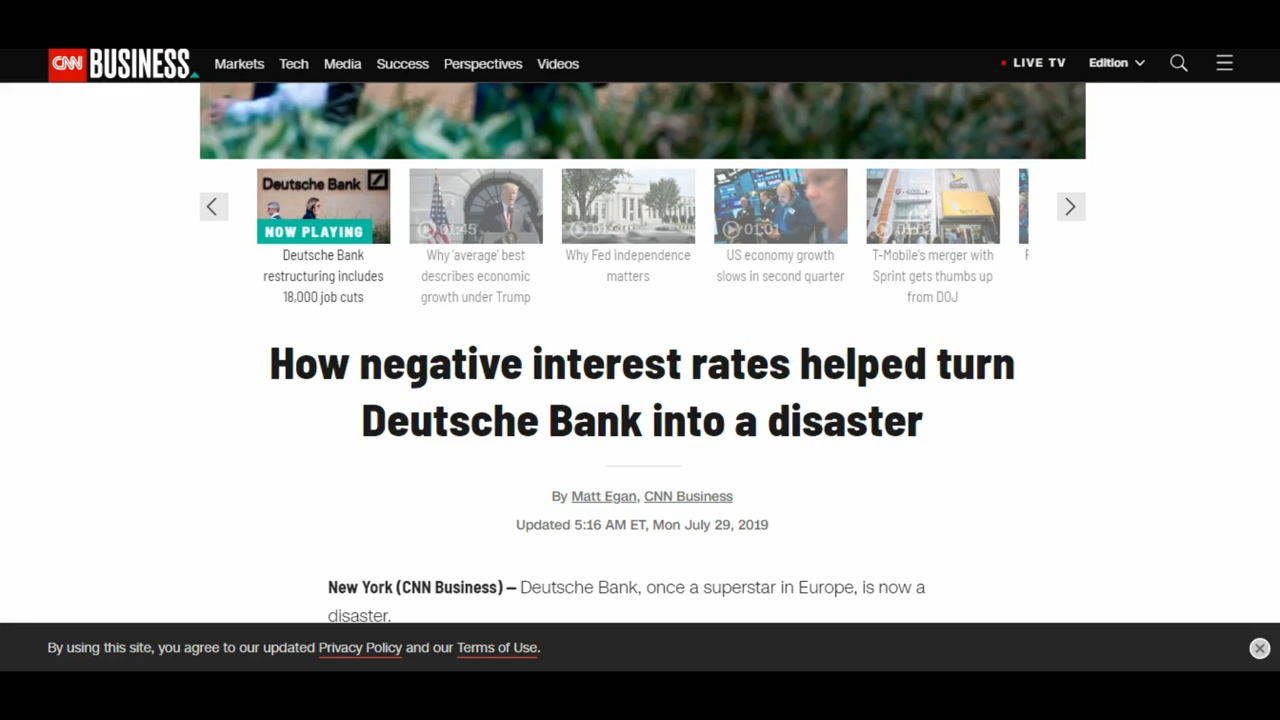 CNN BUSINESS Markets Tech Media Success Perspectives Videos LIVE TV Edition
Deutsche Bank
NOW PLAYING
01:45
01:01
Deutsche Bank
restructuring includes
18,000 job cuts
Why 'average' best
describes economic
growth under Trump
Why Fed independence
matters
US economy growth
slows in second quarter
T-Mobile's merger with
Sprint gets thumbs up
from DOJ
F
How negative interest rates helped turn
Deutsche Bank into a disaster
By Matt Egan, CNN Business
Updated 5:16 AM ET, Mon July 29, 2019
New York (CNN Business) – Deutsche Bank, once a superstar in Europe, is now a
disaster.
By using this site, you agree to our updated Privacy Policy and our Terms of Use.